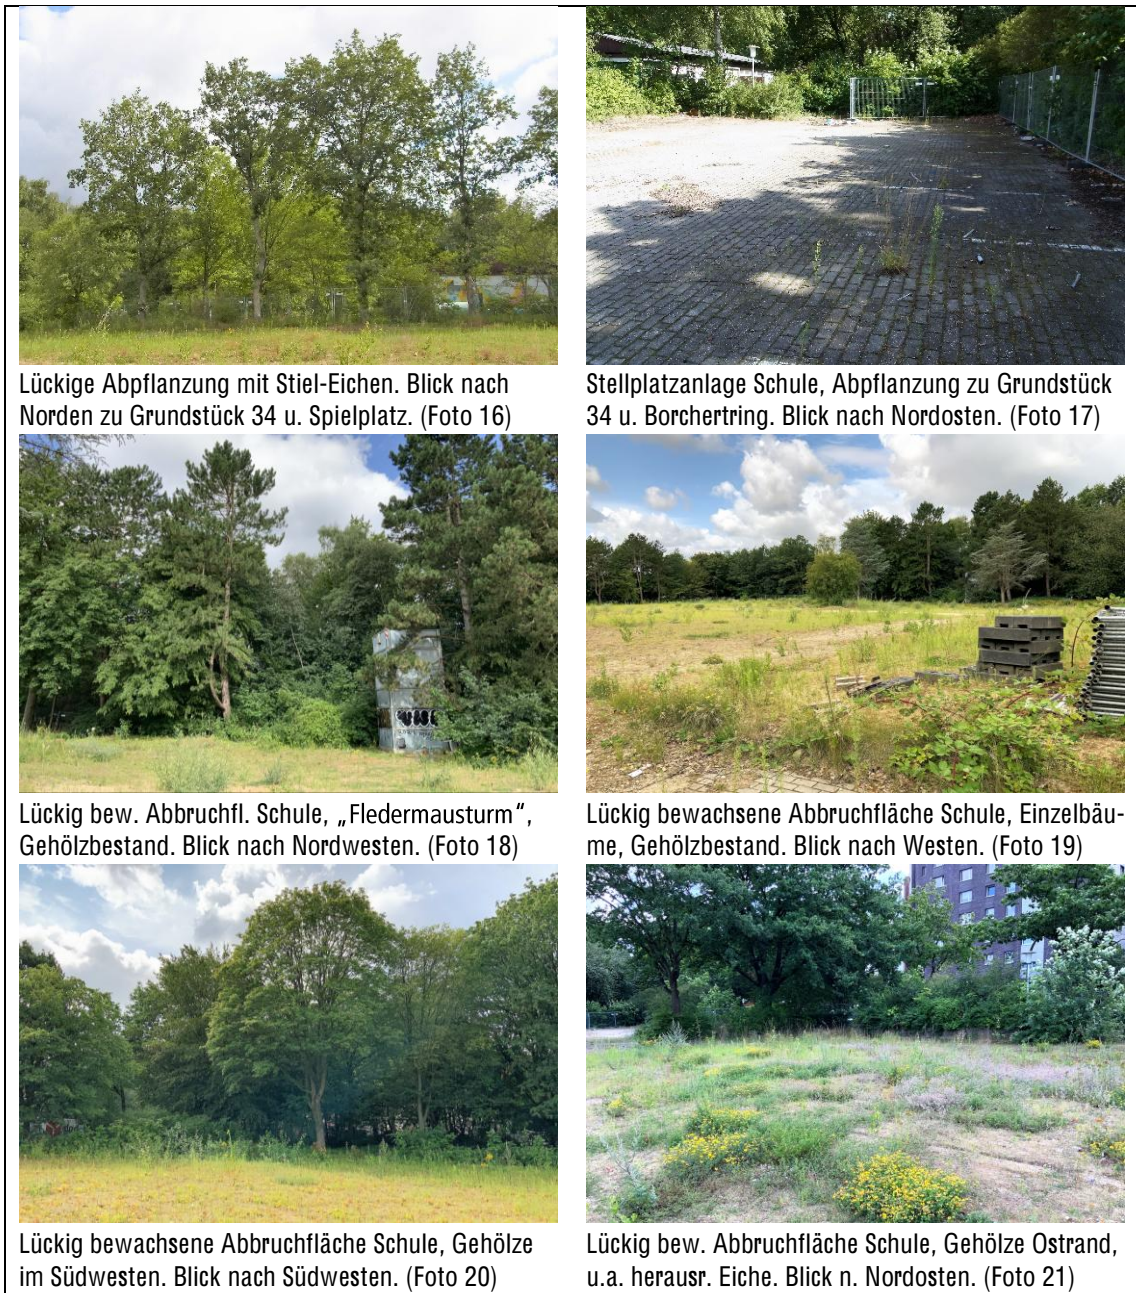 Lückige Abpflanzung mit Stiel-Eichen. Blick nach
Norden zu Grundstück 34 u. Spielplatz. (Foto 16)
Stellplatzanlage Schule, Abpflanzung zu Grundstück
34 u. Borchertring. Blick nach Nordosten. (Foto 17)
Lückig bew. Abbruchfl. Schule, „Fledermausturm“,
Gehölzbestand. Blick nach Nordwesten. (Foto 18)
Lückig bewachsene Abbruchfläche Schule, Einzelbäu-
me, Gehölzbestand. Blick nach Westen. (Foto 19)
Lückig bewachsene Abbruchfläche Schule, Gehölze
im Südwesten. Blick nach Südwesten. (Foto 20)
Lückig bew. Abbruchfläche Schule, Gehölze Ostrand,
u.a. herausr. Eiche. Blick n. Nordosten. (Foto 21)